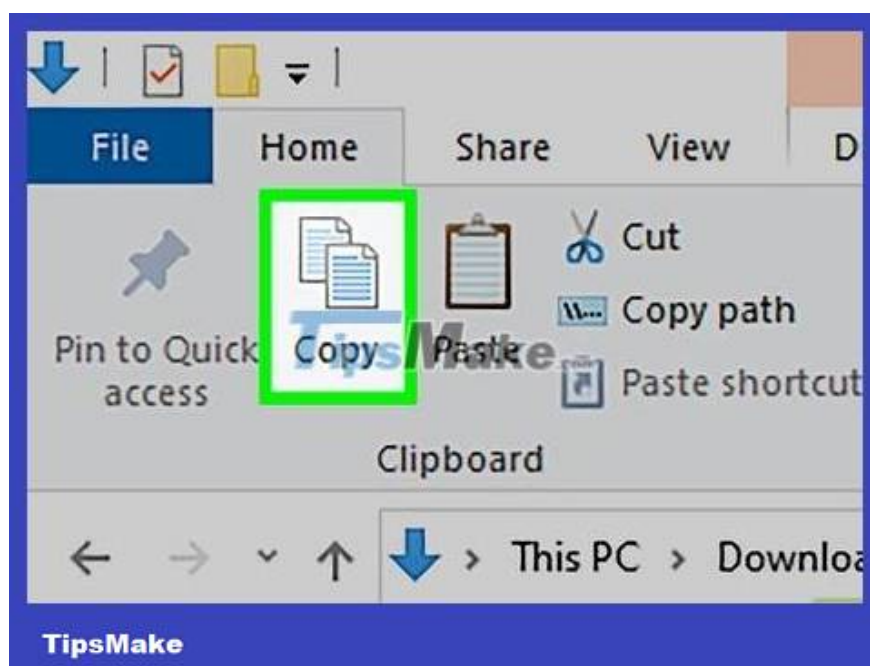 File Home Share View D
Pin to Quick access
Copy
Paste
Cut
Copy path
Paste shortcut
Clipboard
TipsMake.com
This PC > Downloa
TipsMake